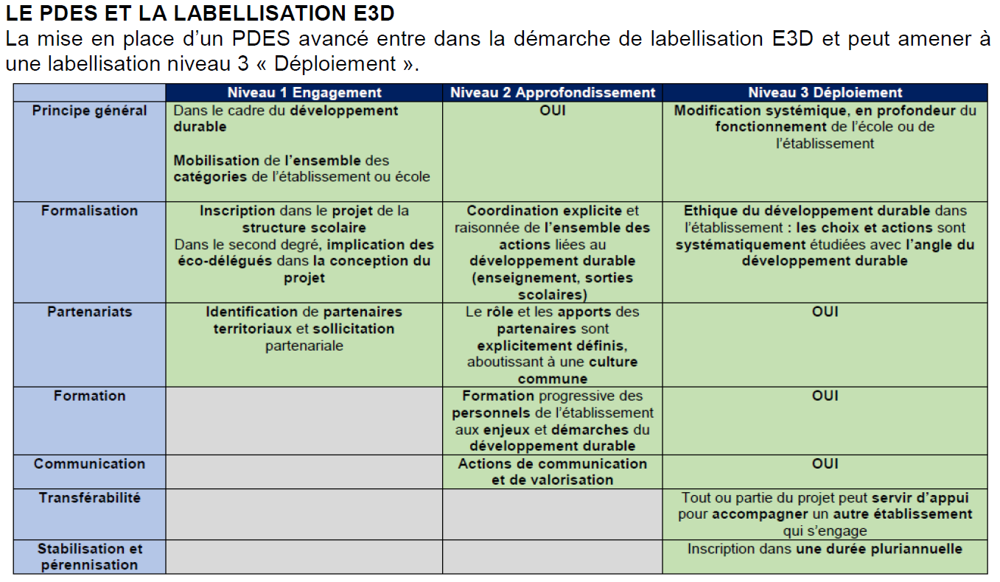 LE PDES ET LA LABELLISATION E3D
La mise en place d’un PDES avancé entre dans la démarche de labellisation E3D et peut amener à
une labellisation niveau 3 « Déploiement ».
Niveau 1 Engagement
Niveau 2 Approfondissement
Niveau 3 Déploiement
Principe général
Dans le cadre du développement
durable
Mobilisation de l’ensemble des
catégories de l’établissement ou école
OUI
Modification systémique, en profondeur du
fonctionnement de l’école ou de
l’établissement
Formalisation
Inscription dans le projet de la
structure scolaire
Dans le second degré, implication des
éco-délégués dans la conception du
projet
Coordination explicite et
raisonnée de l’ensemble des
actions liées au
développement durable
(enseignement, sorties
scolaires)
Ethique du développement durable dans
l’établissement : les choix et actions sont
systématiquement étudiées avec l’angle du
développement durable
Partenariats
Identification de partenaires
territoriaux et sollicitation
partenariale
Le rôle et les apports des
partenaires sont
explicitement définis,
aboutissant à une culture
commune
OUI
Formation
Formation progressive des
personnels de l’établissement
aux enjeux et démarches du
développement durable
OUI
Communication
Actions de communication
et de valorisation
OUI
Transférabilité
Tout ou partie du projet peut servir d’appui
pour accompagner un autre établissement
qui s’engage
Stabilisation et
pérennisation
Inscription dans une durée pluriannuelle